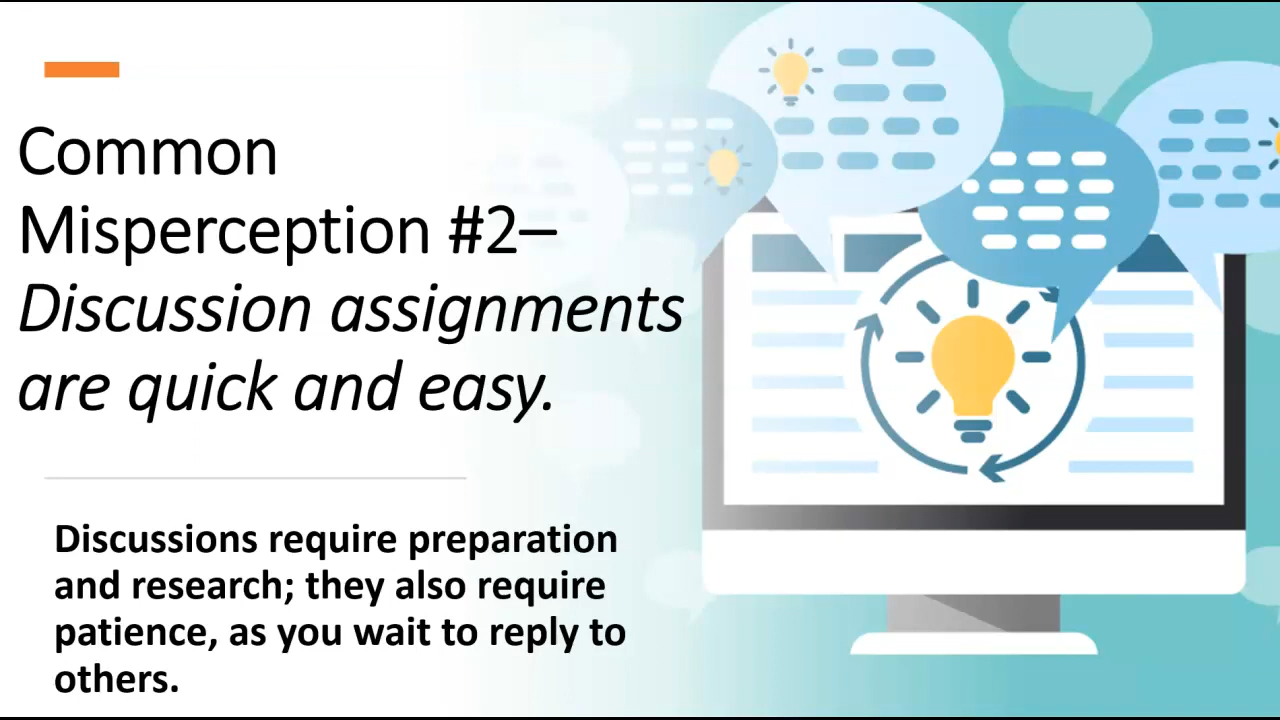 Common
Misperception #2–
Discussion assignments
are quick and easy.
Discussions require preparation
and research; they also require
patience, as you wait to reply to
others.